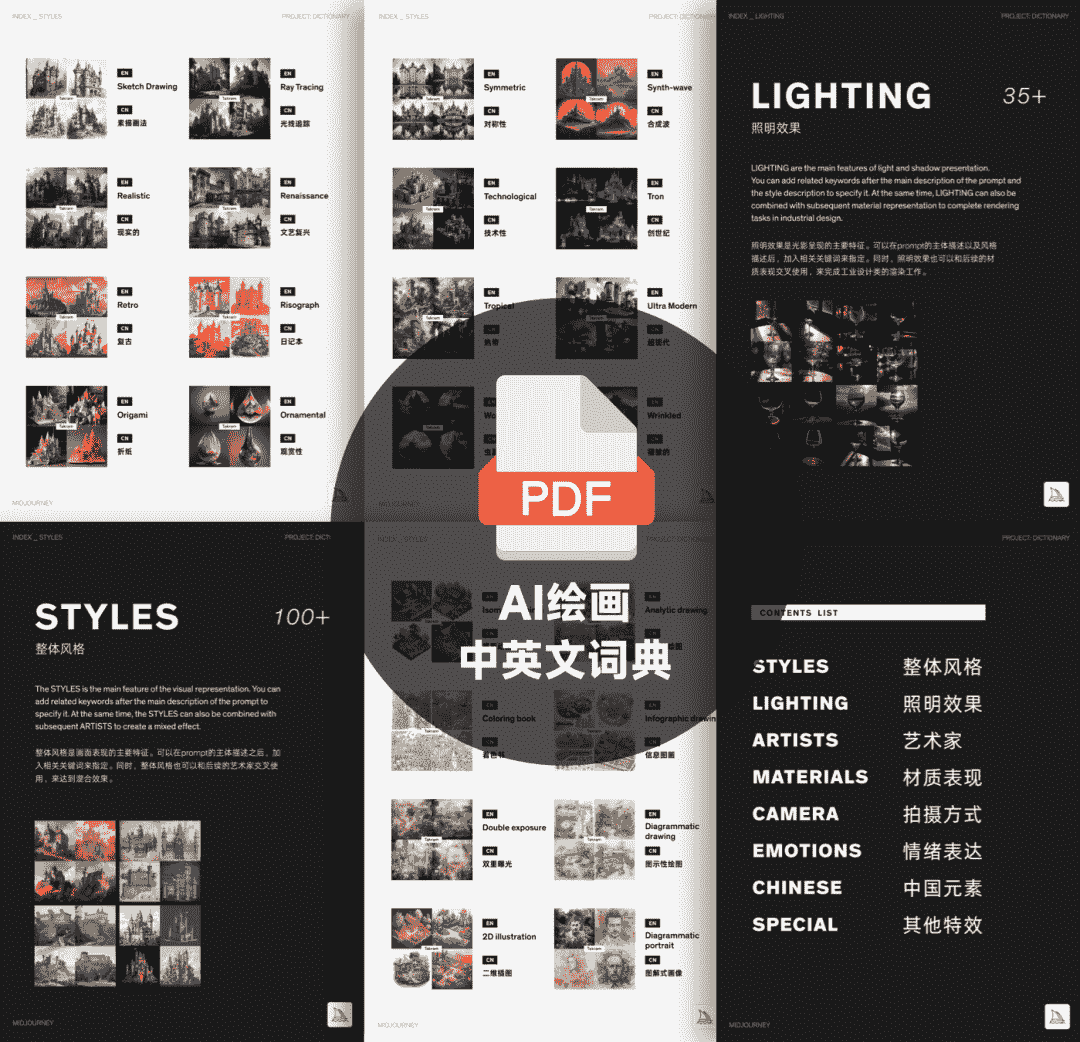 INDEX _ STYLES
PROJECT: DICTIONARY
EN
Sketch Drawing
CN
素描画法
EN
Ray Tracing
CN
光线追踪
EN
Realistic
CN
现实的
EN
Renaissance
CN
文艺复兴
EN
Retro
CN
复古
EN
Risograph
CN
日记本
EN
Origami
CN
折纸
EN
Ornamental
CN
观赏性
MIDJOURNEY
INDEX _ STYLES
PROJECT: DICTIONARY
EN
Symmetric
CN
对称性
EN
Synth-wave
CN
合成波
EN
Technological
CN
技术性
EN
Tron
CN
创世纪
EN
Tropical
CN
热带
EN
Ultra Modern
CN
超现代
EN
Wrinkled
CN
MIDJOURNEY
INDEX _ LIGHTING
PROJECT: DICTIONARY
LIGHTING
35+
照明效果
LIGHTING are the main features of light and shadow presentation.
You can add related keywords after the main description of the prompt and
the style description to specify it. At the same time, LIGHTING can also be
combined with subsequent material representation to complete rendering
tasks in industrial design.
照明效果是光影呈现的主要特征。可以在prompt的主体描述以及风格
描述后，加入相关关键词来指定。同时，照明效果也可以和后续的材
质表现交叉使用，来完成工业设计类的渲染工作。
PDF
AI绘画
中英文词典
INDEX _ STYLES
PROJECT: DICTI
STYLES
100+
整体风格
The STYLES is the main feature of the visual representation. You can
add related keywords after the main description of the prompt to
specify it. At the same time, the STYLES can also be combined with
subsequent ARTISTS to create a mixed effect.
整体风格是画面表现的主要特征。可以在prompt的主体描述之后，加
入相关关键词来指定。同时，整体风格也可以和后续的艺术家交叉使
用，来达到混合效果。
MIDJOURNEY
INDEX _ STYLES
PROJECT: DICTIONARY
EN
Analytic drawing
EN
Coloring book
CN
着色书
EN
Infographic drawin
CN
信息图画
EN
Double exposure
CN
双重曝光
EN
Diagrammatic
drawing
CN
图示性绘图
EN
2D illustration
CN
二维插图
EN
Diagrammatic
portrait
CN
图解式画像
MIDJOURNEY
PROJECT: DICTIONARY
CONTENTS LIST
STYLES 整体风格
LIGHTING 照明效果
ARTISTS 艺术家
MATERIALS 材质表现
CAMERA 拍摄方式
EMOTIONS 情绪表达
CHINESE 中国元素
SPECIAL 其他特效
MIDJOURNEY